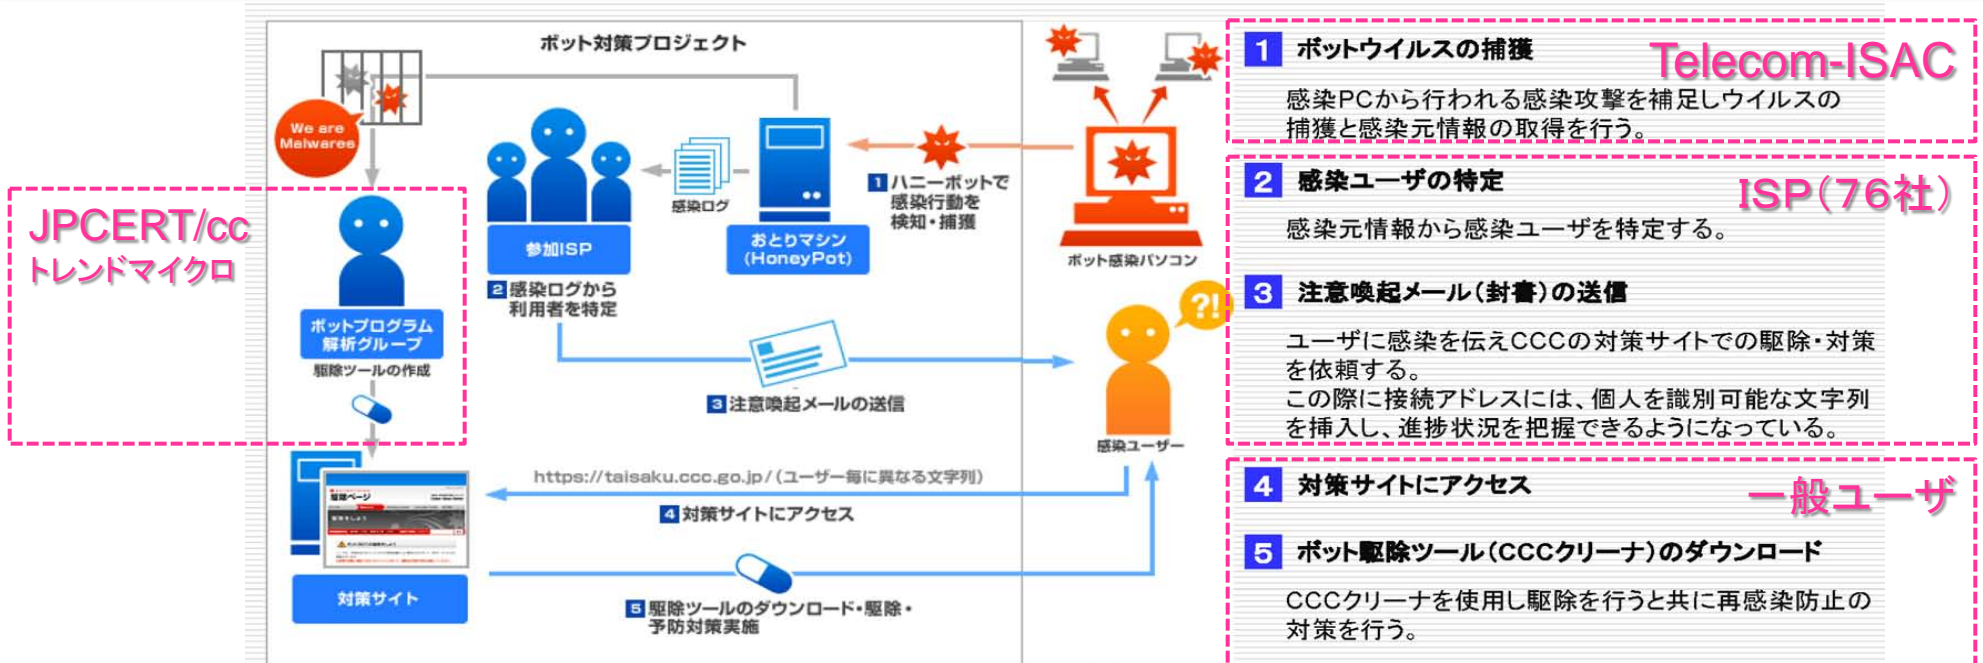 ボット対策プロジェクト
We are
Malwares
JPCERT/cc
トレンドマイクロ
ボットプログラム
解析グループ
駆除ツールの作成
参加ISP
感染ログ
おとりマシン
(HoneyPot)
1 ハニーポットで
感染行動を
検知・捕獲
ボット感染パソコン
2 感染ログから
利用者を特定
?!
3 注意喚起メールの送信
感染ユーザー
https://taisaku.ccc.go.jp/(ユーザー毎に異なる文字列)
4 対策サイトにアクセス
駆除ページ
対策サイト
5 駆除ツールのダウンロード・駆除・
予防対策実施
1 ボットウイルスの捕獲
Telecom-ISAC
感染PCから行われる感染攻撃を補足しウイルスの
捕獲と感染元情報の取得を行う。
2 感染ユーザの特定
ISP(76社)
感染元情報から感染ユーザを特定する。
3 注意喚起メール(封書)の送信
ユーザに感染を伝えCCCの対策サイトでの駆除・対策
を依頼する。
この際に接続アドレスには、個人を識別可能な文字列
を挿入し、進捗状況を把握できるようになっている。
4 対策サイトにアクセス
一般ユーザ
5 ボット駆除ツール(CCCクリーナ)のダウンロード
CCCクリーナを使用し駆除を行うと共に再感染防止の
対策を行う。